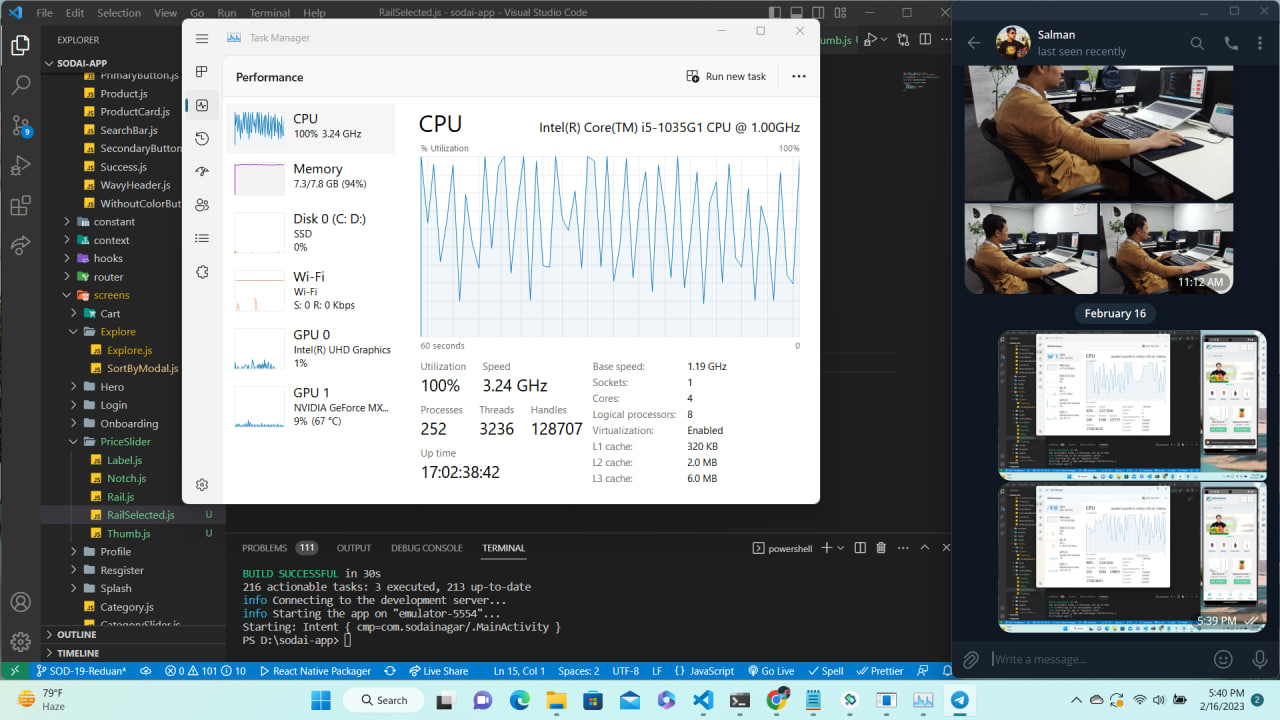 File
Edit
Run
Terminal
Help
RailSelected.js - sodai-app - Visual Studio Code
EXPLORER
SODAI-APP
PrimaryButton.js
Product.js
ProductCard.js
SearchBar.js
SecondaryButton
Success.js
WavyHeader.js
WithoutColorBut
constant
context
hooks
router
screens
Cart
Explore
Explore.js
SortByModal.js
Hero
Login
Onboarding
PriceSlider
Label.js
Notch.js
Rail.js
RailSelected.js U
Thumb.js U
Profile
Resgister
Splash
Category.js
CategorySlider.js
OUTLINE
TIMELINE
9
Task Manager
Performance
Run new task
CPU
100% 3.24 GHz
Memory
7.3/7.8 GB (94%)
Disk 0 (C: D:)
SSD
0%
Wi-Fi
Wi-Fi
S: 0 R: 0 Kbps
GPU 0
Intel(R) UHD Graphics
1%
GPU 1
NVIDIA GeForce MX...
9% (67 °C)
CPU
Intel(R) Core(TM) i5-1035G1 CPU @ 1.00GHz
% Utilization
100%
60 seconds
0
Utilization Speed
100% 3.24 GHz
Processes Threads Handles
252 3236 128707
Up time
17:02:38:42
Base speed: 1.19 GHz
Sockets: 1
Cores: 4
Logical processors: 8
Virtualization: Enabled
L1 cache: 320 KB
L2 cache: 2.0 MB
L3 cache: 6.0 MB
umb.js U
PROBLEMS 111 OUTPUT DEBUG CONSOLE TERMINAL
powershell
BUILD SUCCESSFUL in 30s
216 actionable tasks: 3 executed, 213 up-to-date
info Connecting to the development server...
info Starting the app on "emulator-5554"...
Starting: Intent { cmp=com.sodainagar/.MainActivity }
PS D:\sodai-app>
SOD-19-Reduan* 0 101 10 React Native Packager Live Share Ln 15, Col 1 Spaces: 2 UTF-8 LF {} JavaScript Go Live Spell Prettier
Salman
last seen recently
11:12 AM
February 16
5:39 PM
Write a message...
79°F
Haze
Search
5:40 PM
2/16/2023
2